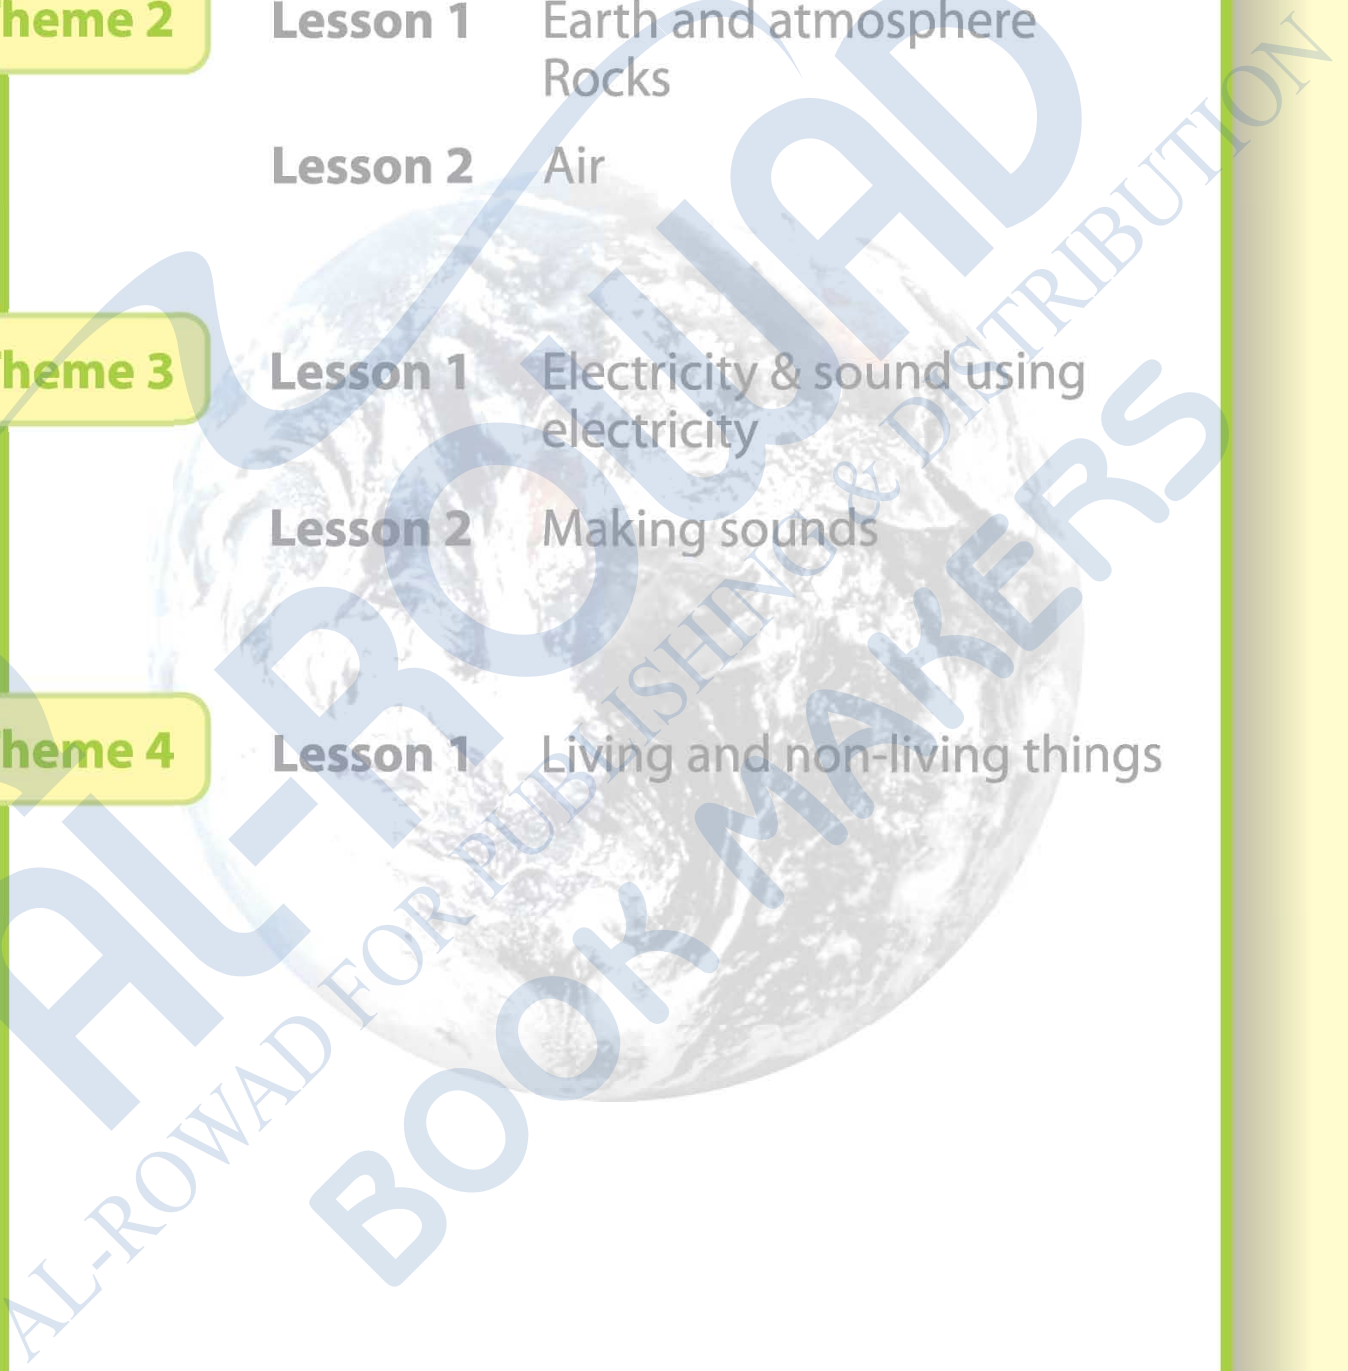 heme 2
Lesson 1 Earth and atmosphere
Rocks
Lesson 2 Air
heme 3
Lesson 1 Electricity & sound using
electricity
Lesson 2 Making sounds
heme 4
Lesson 1 Living and non-living things
AL-ROWAD
AL-ROWAD FOR PUBLISHING & DISTRIBUTION
BOOK MAKERS